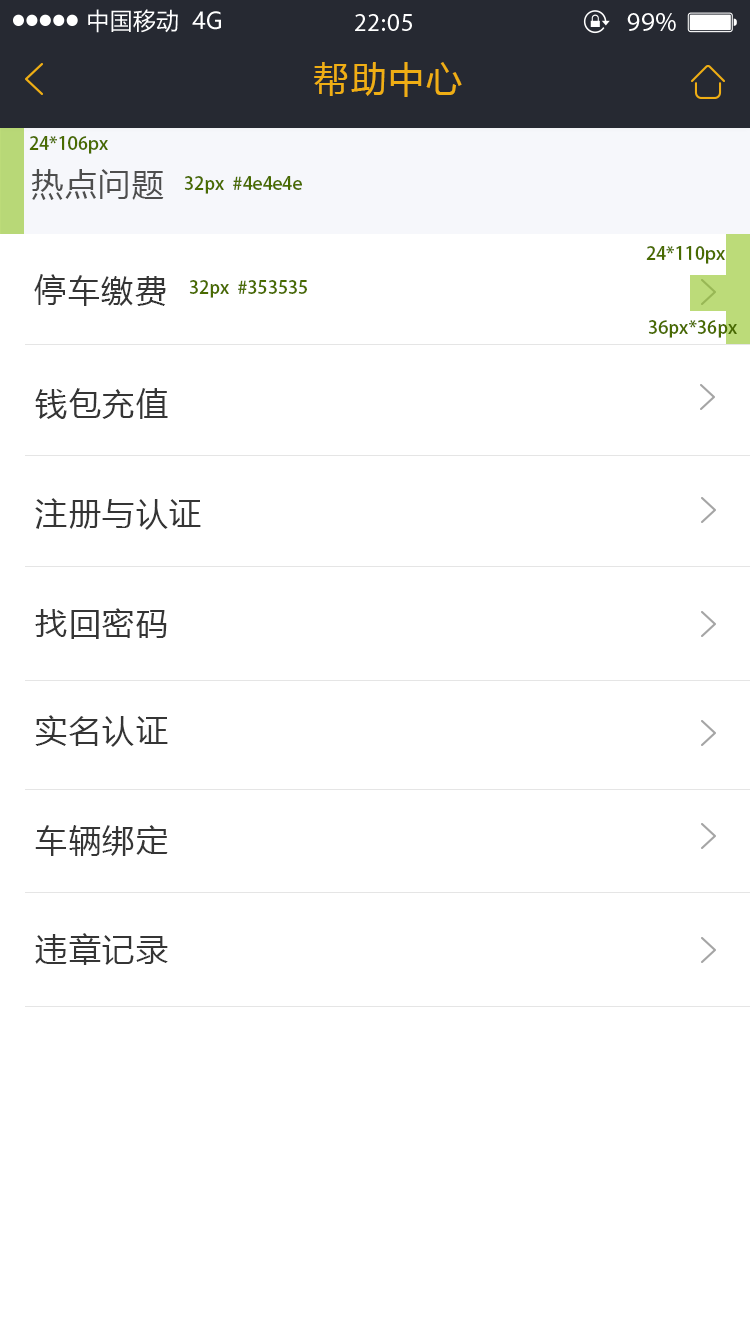 中国移动 4G 22:05 99%
帮助中心
24*106px
热点问题 32px #4e4e4e
24*110px
停车缴费 32px #353535
36px*36px
钱包充值
注册与认证
找回密码
实名认证
车辆绑定
违章记录